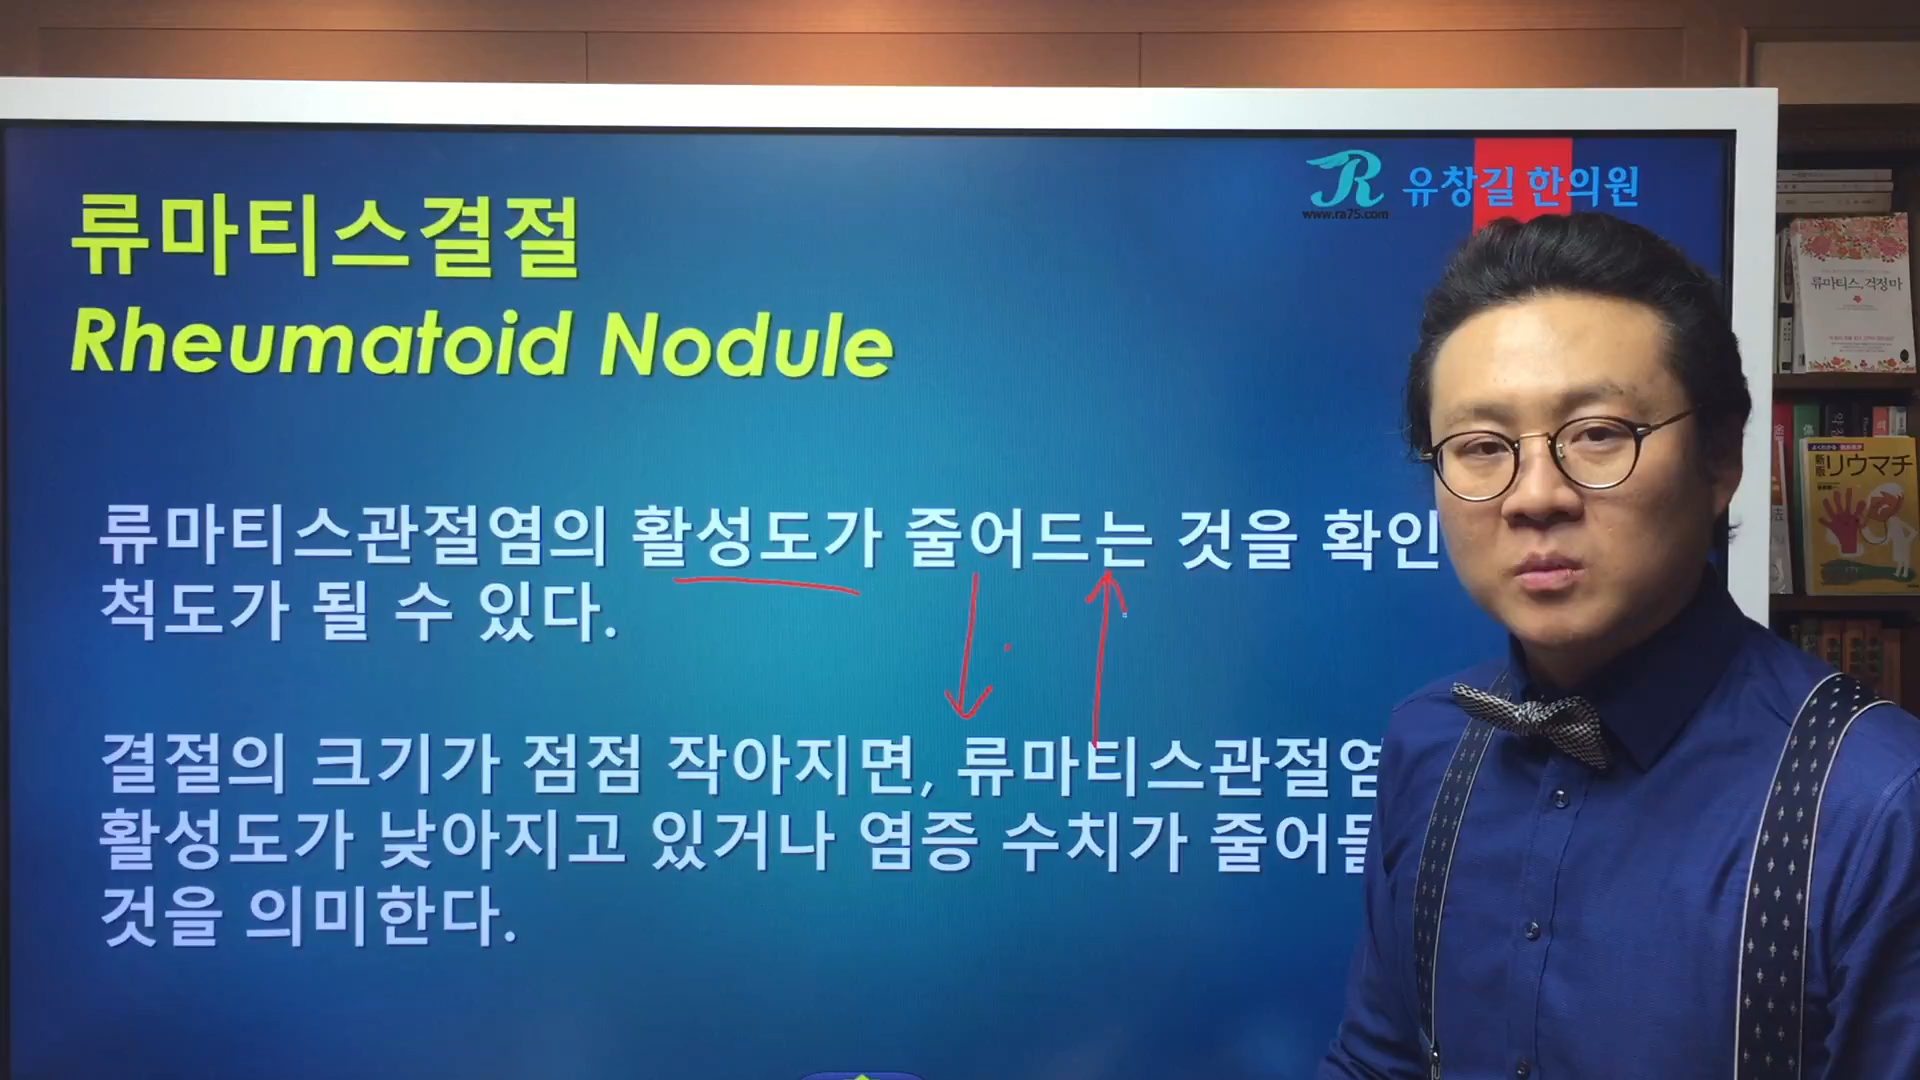 유창길 한의원
www.ra75.com
류마티스결절
Rheumatoid Nodule
류마티스관절염의 활성도가 줄어드는 것을 확인
척도가 될 수 있다.
결절의 크기가 점점 작아지면, 류마티스관절염
활성도가 낮아지고 있거나 염증 수치가 줄어들
것을 의미한다.
류마티스, 걱정마
リウマチ